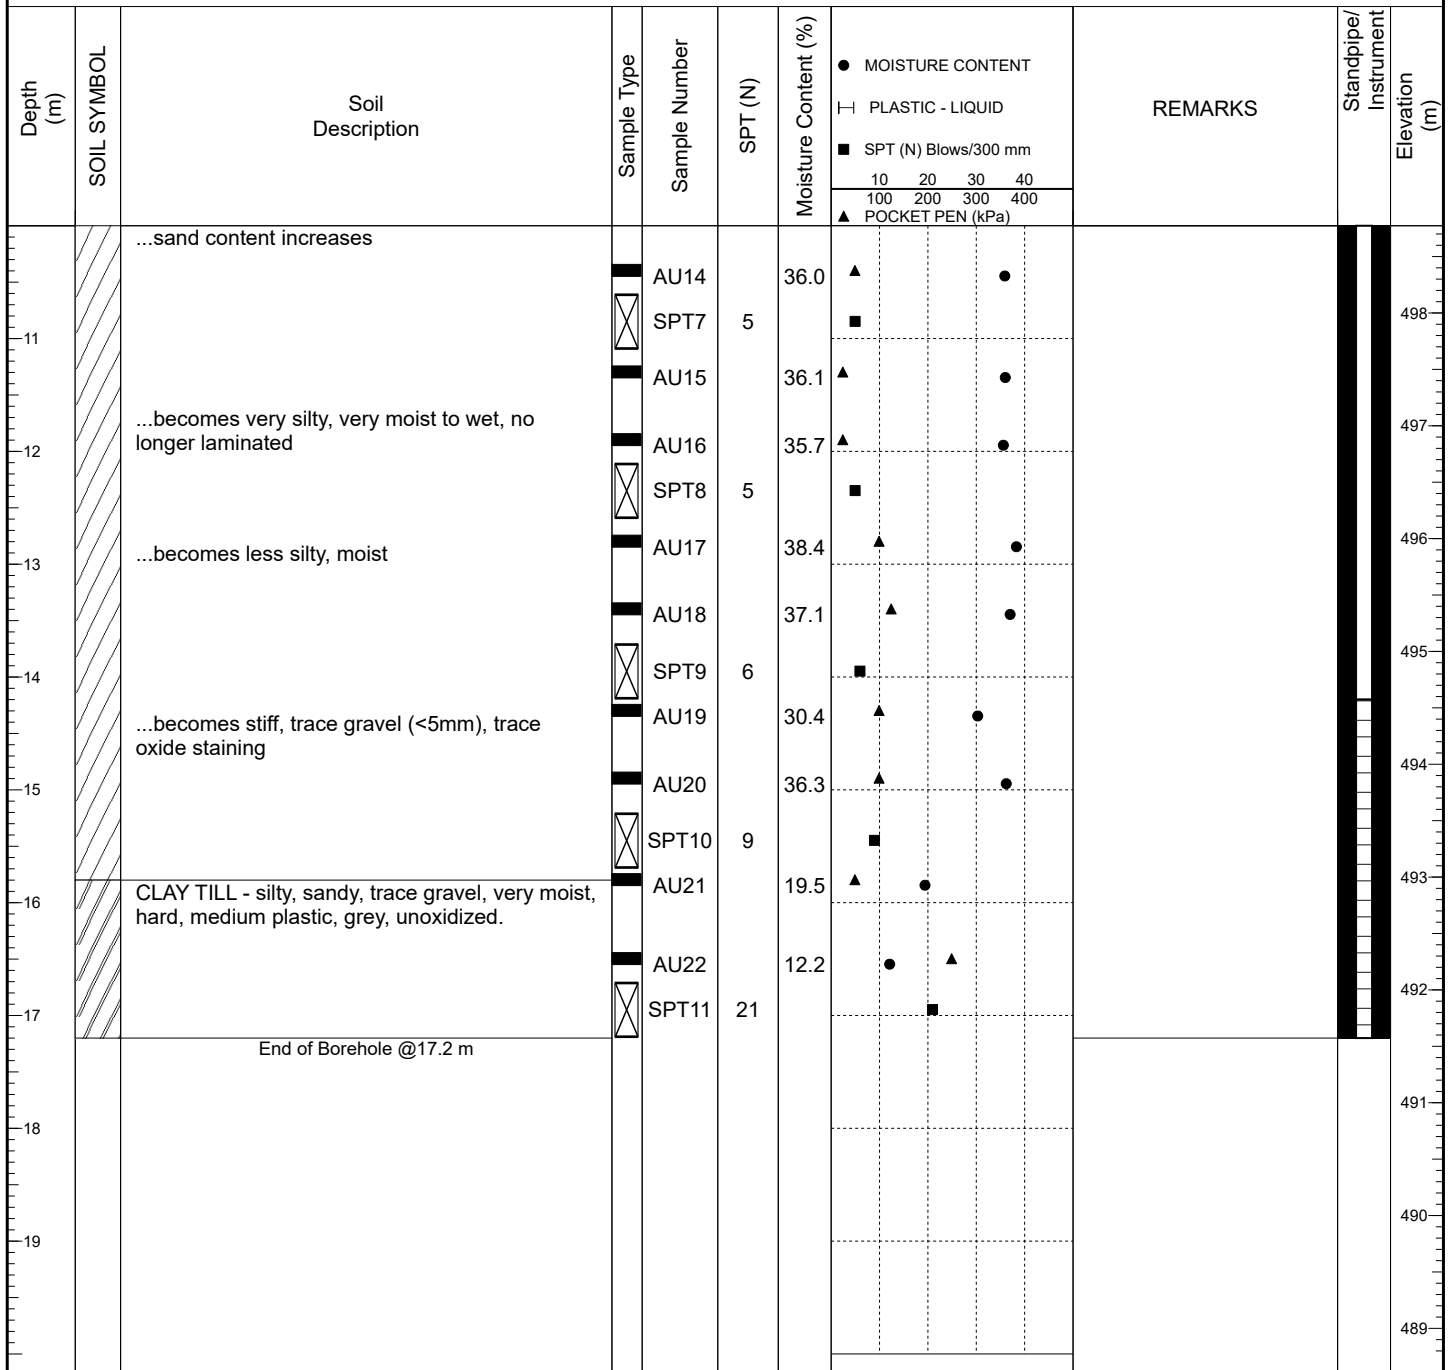 Depth
(m)
SOIL SYMBOL
Soil
Description
Sample Type
Sample Number
SPT (N)
Moisture Content (%)
MOISTURE CONTENT
PLASTIC - LIQUID
SPT (N) Blows/300 mm
10 20 30 40
100 200 300 400
POCKET PEN (kPa)
REMARKS
Standpipe/
Instrument
Elevation
(m)
...sand content increases
AU14 36.0
498
SPT7 5
11
AU15 36.1
...becomes very silty, very moist to wet, no
longer laminated
497
AU16 35.7
12
SPT8 5
496
AU17 38.4
...becomes less silty, moist
13
AU18 37.1
495
SPT9 6
14
AU19 30.4
...becomes stiff, trace gravel (<5mm), trace
oxide staining
494
AU20 36.3
15
SPT10 9
493
AU21 19.5
CLAY TILL - silty, sandy, trace gravel, very moist,
hard, medium plastic, grey, unoxidized.
16
AU22 12.2
492
SPT11 21
17
End of Borehole @17.2 m
491
18
490
19
489